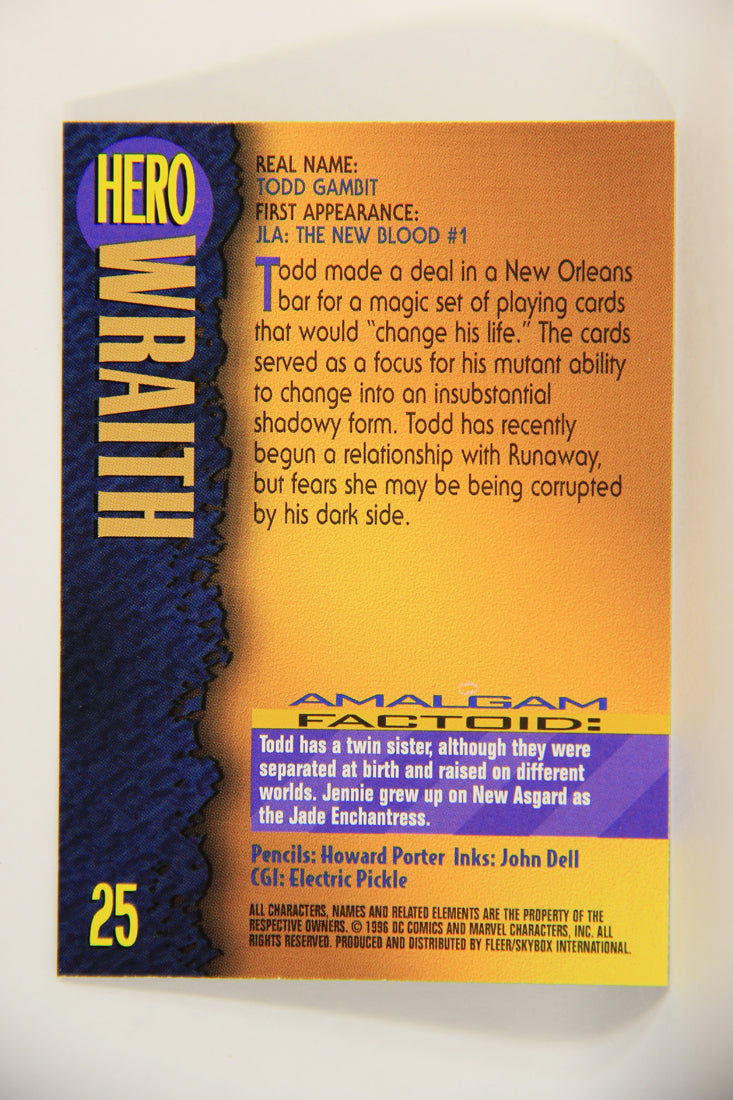 HERO
WRAITH
REAL NAME:
TODD GAMBIT
FIRST APPEARANCE:
JLA: THE NEW BLOOD #1
Todd made a deal in a New Orleans
bar for a magic set of playing cards
that would "change his life." The cards
served as a focus for his mutant ability
to change into an insubstantial
shadowy form. Todd has recently
begun a relationship with Runaway,
but fears she may be being corrupted
by his dark side.
AMALGAM
FACTOID:
Todd has a twin sister, although they were
separated at birth and raised on different
worlds. Jennie grew up on New Asgard as
the Jade Enchantress.
Pencils: Howard Porter Inks: John Dell
CGI: Electric Pickle
25
ALL CHARACTERS, NAMES AND RELATED ELEMENTS ARE THE PROPERTY OF THE
RESPECTIVE OWNERS. © 1996 DC COMICS AND MARVEL CHARACTERS, INC. ALL
RIGHTS RESERVED. PRODUCED AND DISTRIBUTED BY FLEER/SKYBOX INTERNATIONAL.